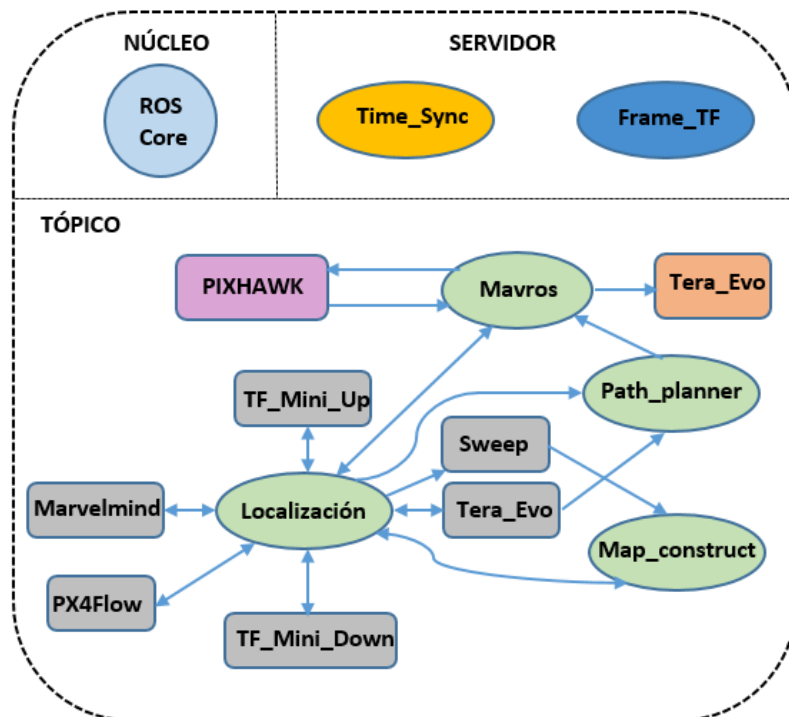 NÚCLEO
SERVIDOR
ROS
Core
Time_Sync
Frame_TF
TÓPICO
PIXHAWK
Mavros
Tera_Evo
TF_Mini_Up
Path_planner
Sweep
Marvelmind
Localización
Tera_Evo
Map_construct
PX4Flow
TF_Mini_Down